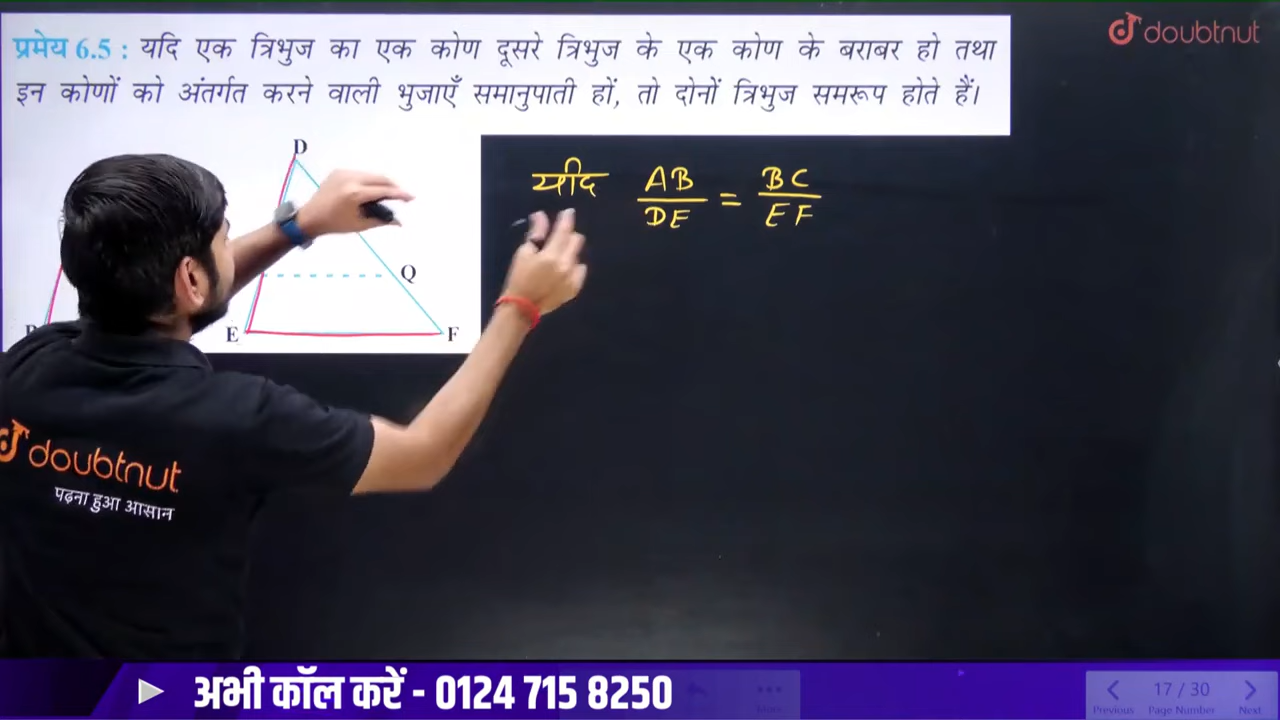 प्रमेय 6.5 : यदि एक त्रिभुज का एक कोण दूसरे त्रिभुज के एक कोण के बराबर हो तथा
इन कोणों को अंतर्गत करने वाली भुजाएँ समानुपाती हों, तो दोनों त्रिभुज समरूप होते हैं।
doubtnut
D
Q
E
F
यदि AB/DE = BC/EF
doubtnut
पढ़ना हुआ आसान
अभी कॉल करें - 0124 715 8250
17 / 30
Previous Page Number Next